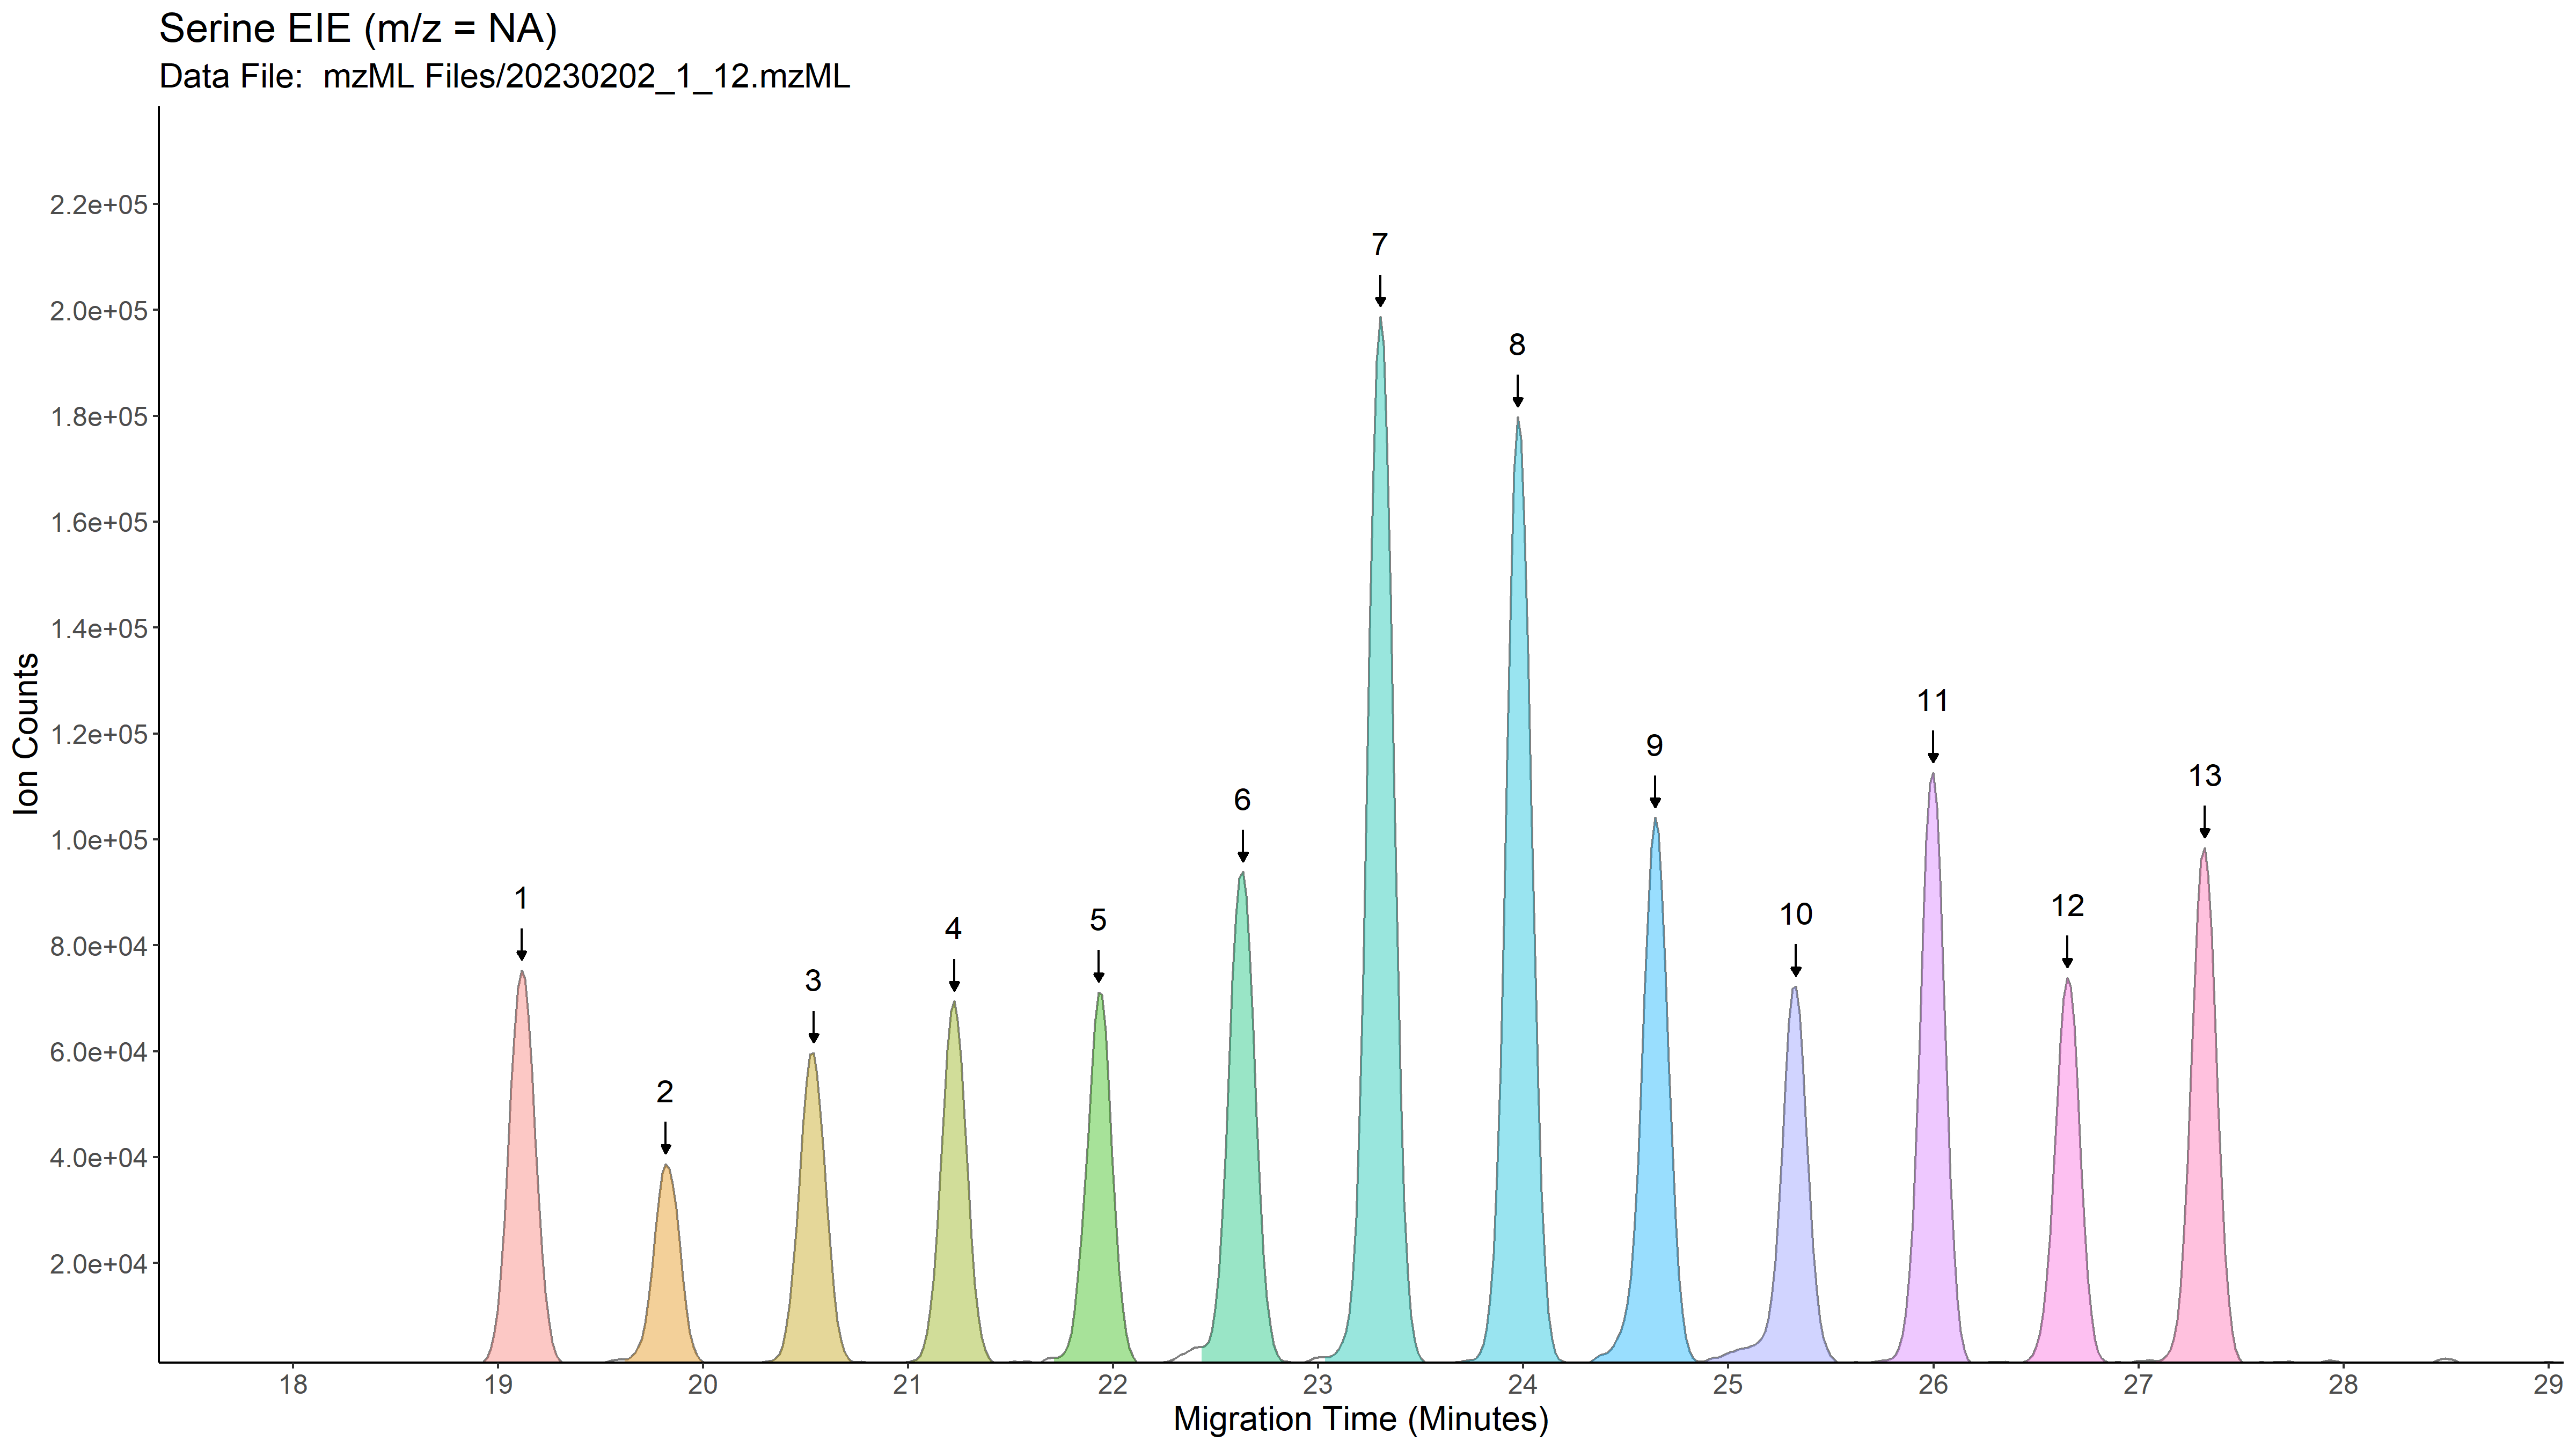 Serine EIE (m/z = NA)
Data File:  mzML Files/20230202_1_12.mzML
Ion Counts
2.2e+05
2.0e+05
1.8e+05
1.6e+05
1.4e+05
1.2e+05
1.0e+05
8.0e+04
6.0e+04
4.0e+04
2.0e+04
1
2
3
4
5
6
7
8
9
10
11
12
13
18 19 20 21 22 23 24 25 26 27 28 29
Migration Time (Minutes)